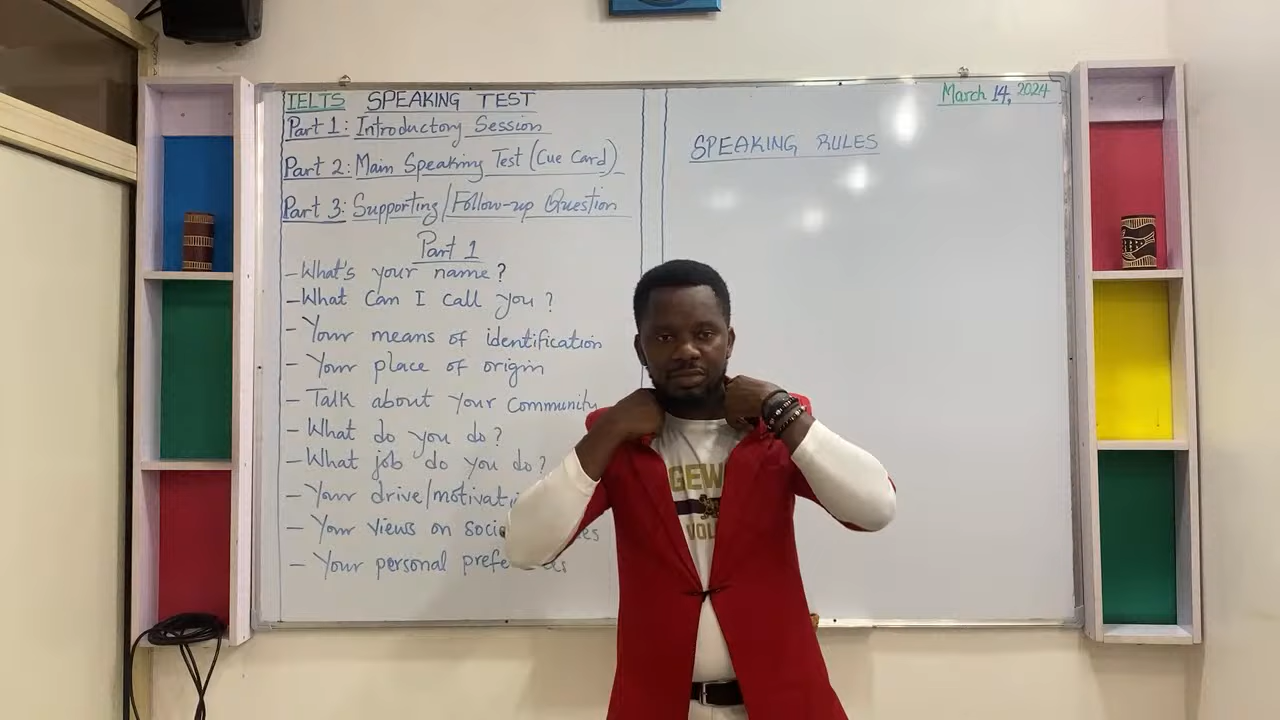 IELTS SPEAKING TEST
Part 1: Introductory Session
Part 2: Main Speaking Test (Cue Card)
Part 3: Supporting/Follow-up Question
Part 1
- What's your name?
- What can I call you?
- Your means of identification
- Your place of origin
- Talk about your community
- What do you do?
- What job do you do?
- Your drive/
- Your views on
- Your personal
March 14, 2024
SPEAKING RULES